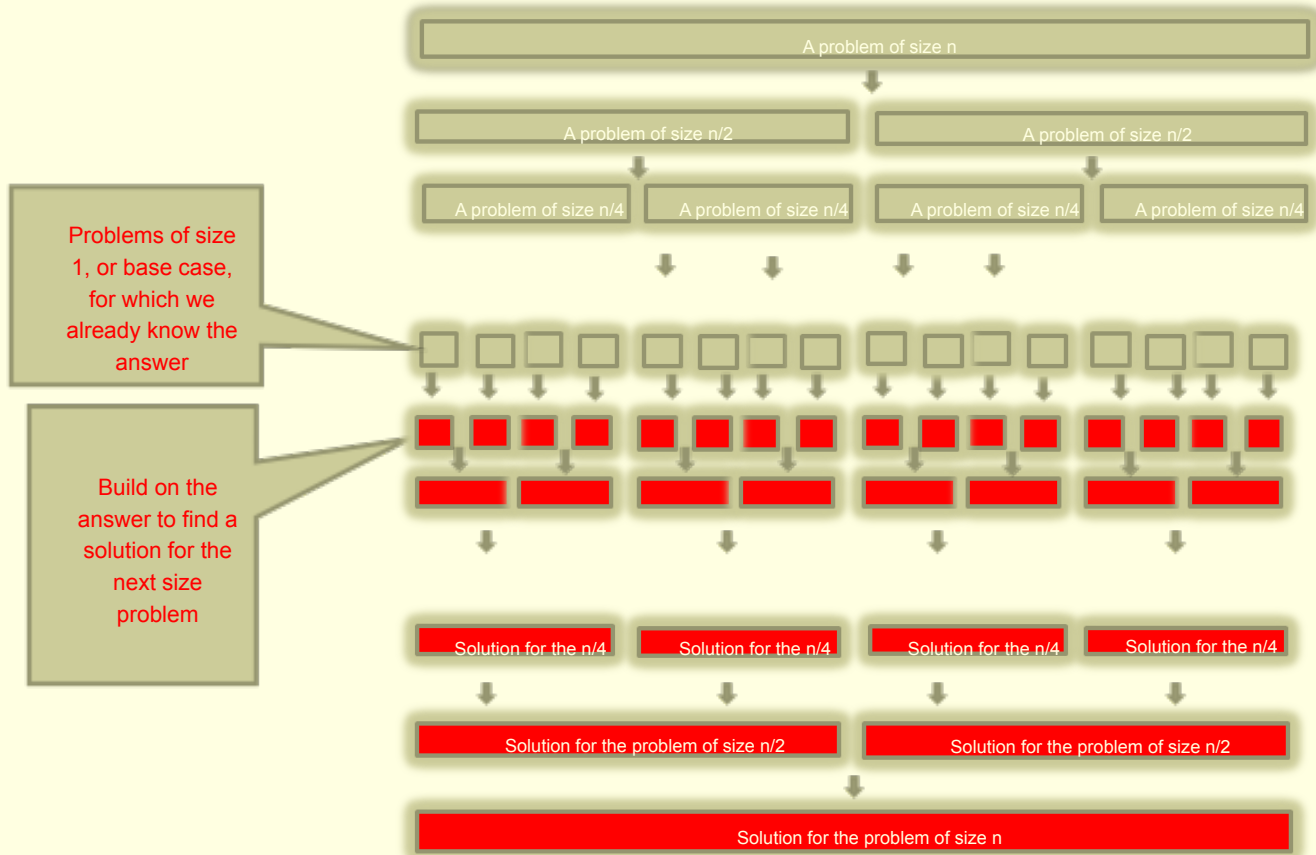 A problem of size n
A problem of size n/2
A problem of size n/2
A problem of size n/4
A problem of size n/4
A problem of size n/4
A problem of size n/4
Problems of size
1, or base case,
for which we
already know the
answer
Build on the
answer to find a
solution for the
next size
problem
Solution for the n/4
Solution for the n/4
Solution for the n/4
Solution for the n/4
Solution for the problem of size n/2
Solution for the problem of size n/2
Solution for the problem of size n